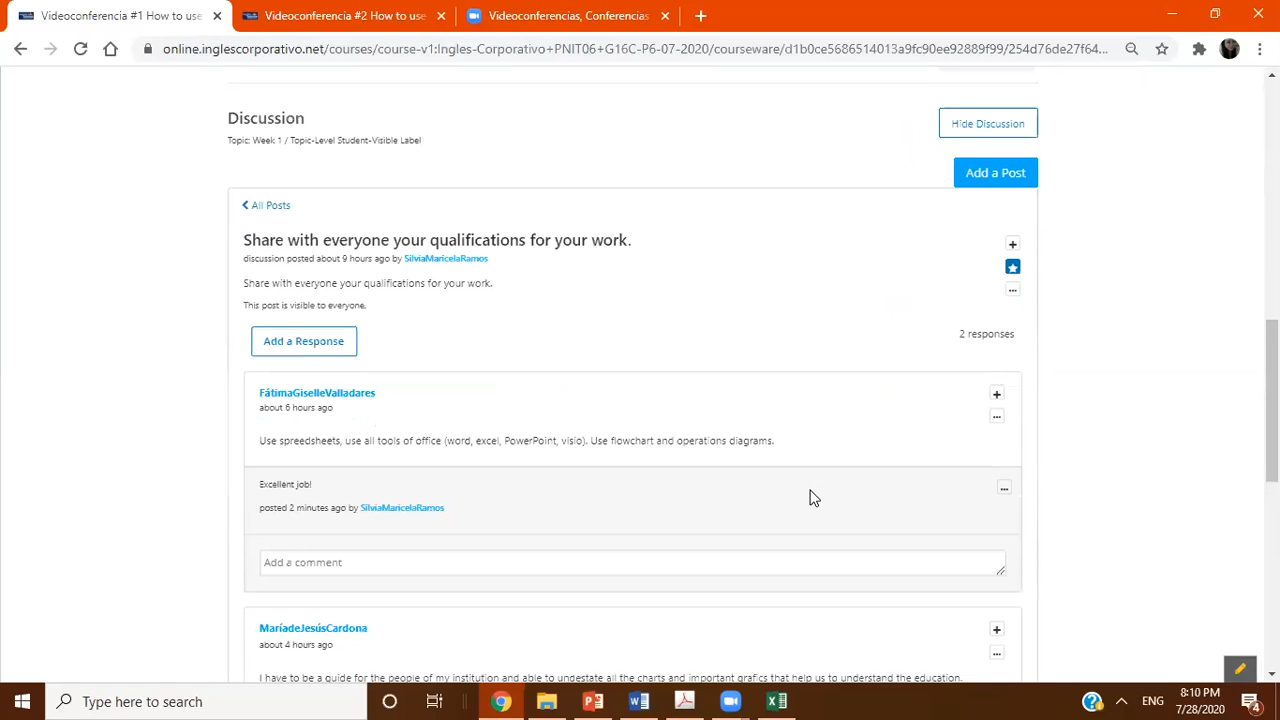 Videoconferencia #1 How to use
Videoconferencia #2 How to use
Videoconferencias, Conferencias
online.inglescorporativo.net/courses/course-v1:Ingles-Corporativo+PNIT06+G16C-P6-07-2020/courseware/d1b0ce5686514013a9fc90ee92889f99/254d76de27f64...
Discussion
Hide Discussion
Topic: Week 1 / Topic-Level Student-Visible Label
Add a Post
All Posts
Share with everyone your qualifications for your work.
discussion posted about 9 hours ago by SilviaMaricelaRamos
Share with everyone your qualifications for your work.
This post is visible to everyone.
Add a Response
2 responses
FátimaGiselleValladares
about 6 hours ago
Use spreedsheets, use all tools of office (word, excel, PowerPoint, visio). Use flowchart and operations diagrams.
Excellent job!
posted 2 minutes ago by SilviaMaricelaRamos
Add a comment
MaríadeJesúsCardona
about 4 hours ago
I have to be a guide for the people of my institution and able to undestate all the charts and important grafics that help us to understand the education.
Type here to search
ENG
8:10 PM
7/28/2020
4